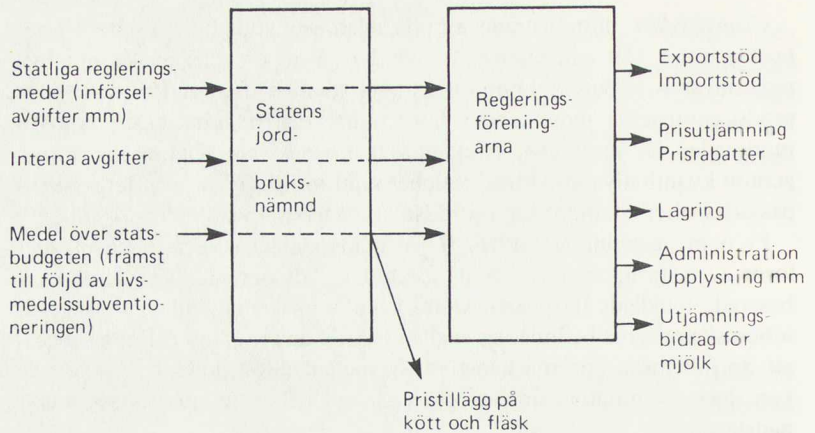 Statliga reglerings-
medel (införsel-
avgifter mm)
Interna avgifter
Medel över stats-
budgeten (främst
till följd av livs-
medelssubventio-
neringen)
Statens
jord-
bruks-
nämnd
Reglerings-
förening-
arna
Exportstöd
Importstöd
Prisutjämning
Prisrabatter
Lagring
Administration
Upplysning mm
Utjämnings-
bidrag för
mjölk
Pristillägg på
kött och fläsk